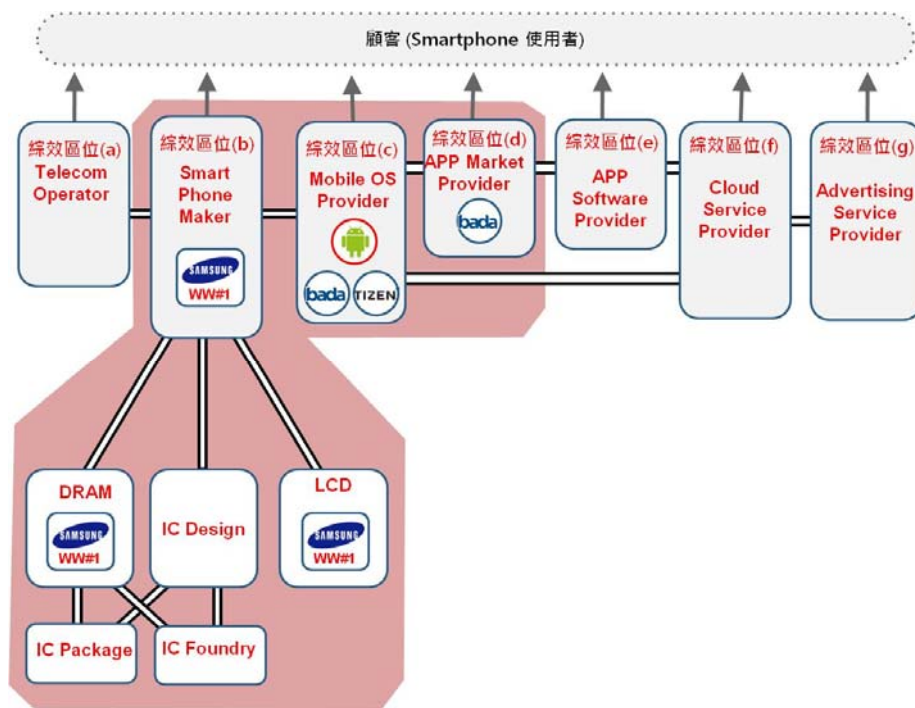 顧客 (Smartphone 使用者)
綜效區位(a)
Telecom
Operator
綜效區位(b)
Smart
Phone
Maker
SAMSUNG
WW#1
綜效區位(c)
Mobile OS
Provider
bada
TIZEN
綜效區位(d)
APP Market
Provider
bada
綜效區位(e)
APP
Software
Provider
綜效區位(f)
Cloud
Service
Provider
綜效區位(g)
Advertising
Service
Provider
DRAM
SAMSUNG
WW#1
IC Design
LCD
SAMSUNG
WW#1
IC Package
IC Foundry